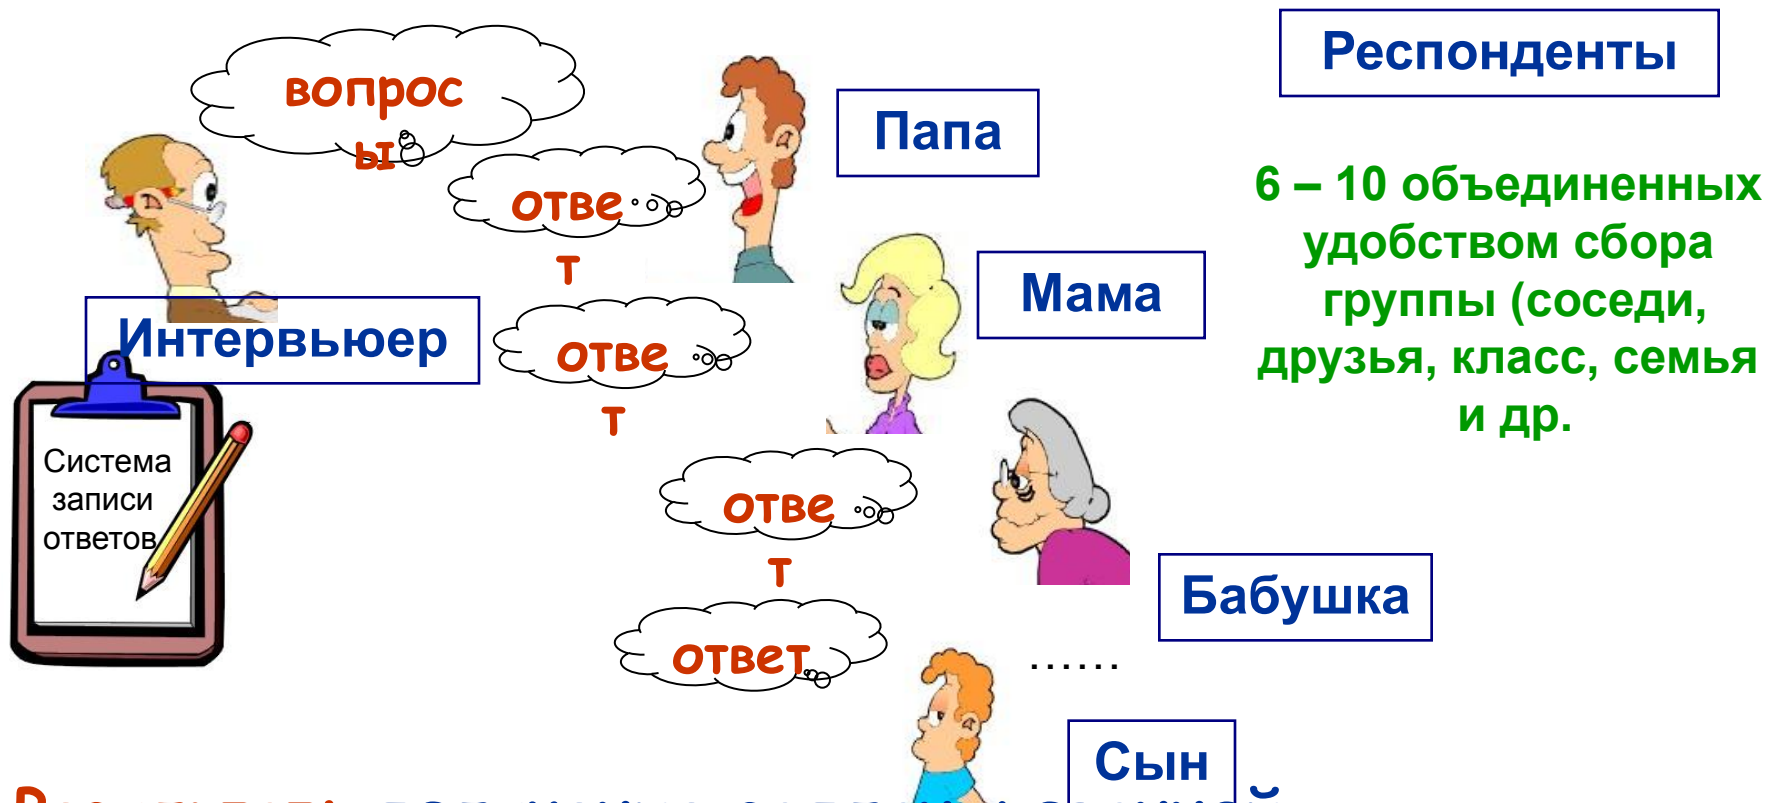 вопрос
ы
Респонденты
Папа
отве
т
6 – 10 объединенных
удобством сбора
группы (соседи,
друзья, класс, семья
и др.
Мама
Интервьюер
отве
т
Система
записи
ответов
отве
т
Бабушка
ответ
......
Сын